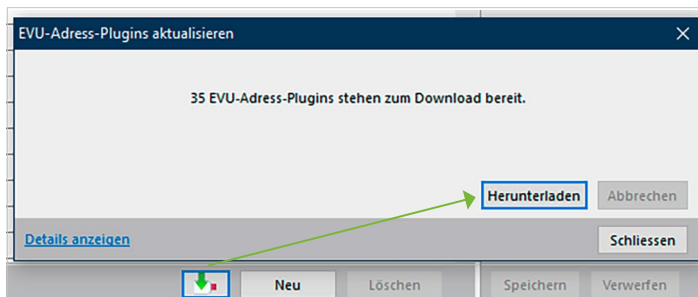 EVU-Adress-Plugins aktualisieren
35 EVU-Adress-Plugins stehen zum Download bereit.
Herunterladen Abbrechen
Details anzeigen Schliessen
Neu Löschen Speichern Verwerfen